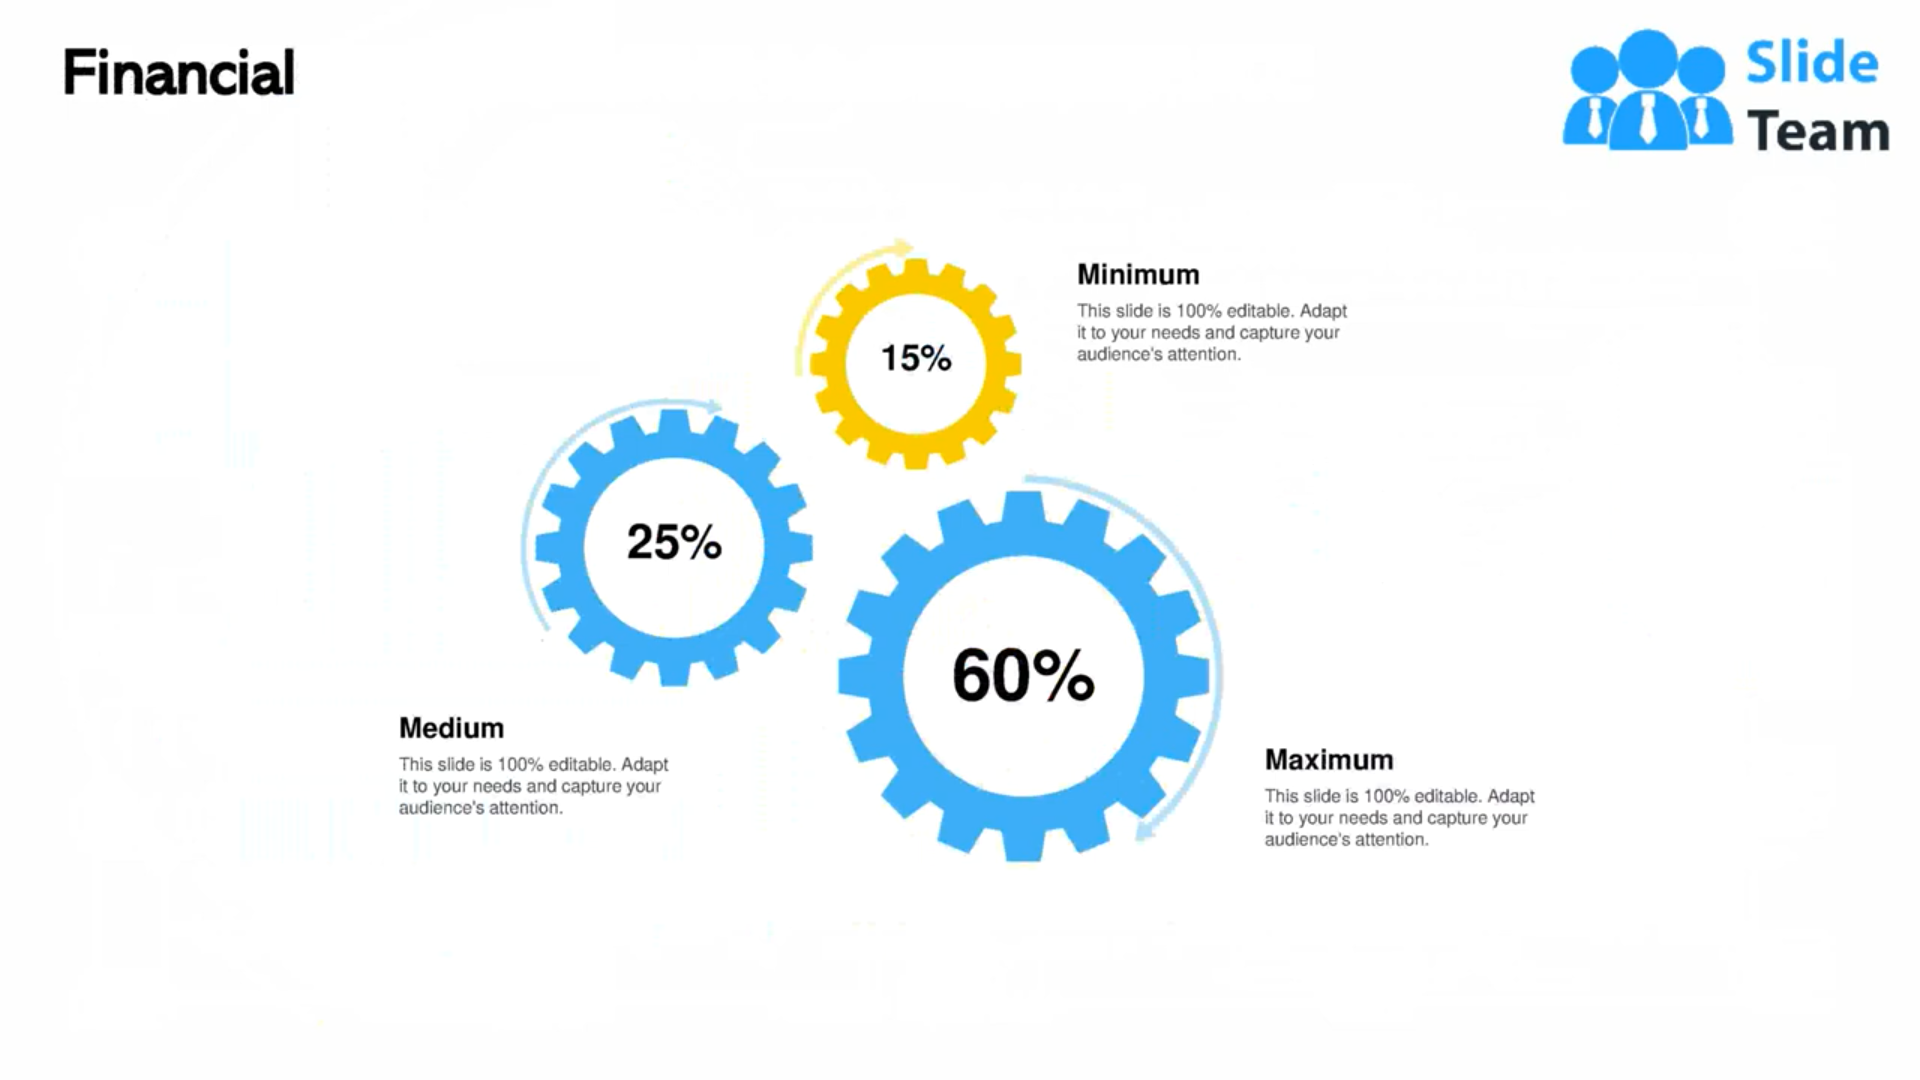 Financial
Slide
Team
Minimum
This slide is 100% editable. Adapt
it to your needs and capture your
audience's attention.
15%
25%
60%
Medium
This slide is 100% editable. Adapt
it to your needs and capture your
audience's attention.
Maximum
This slide is 100% editable. Adapt
it to your needs and capture your
audience's attention.